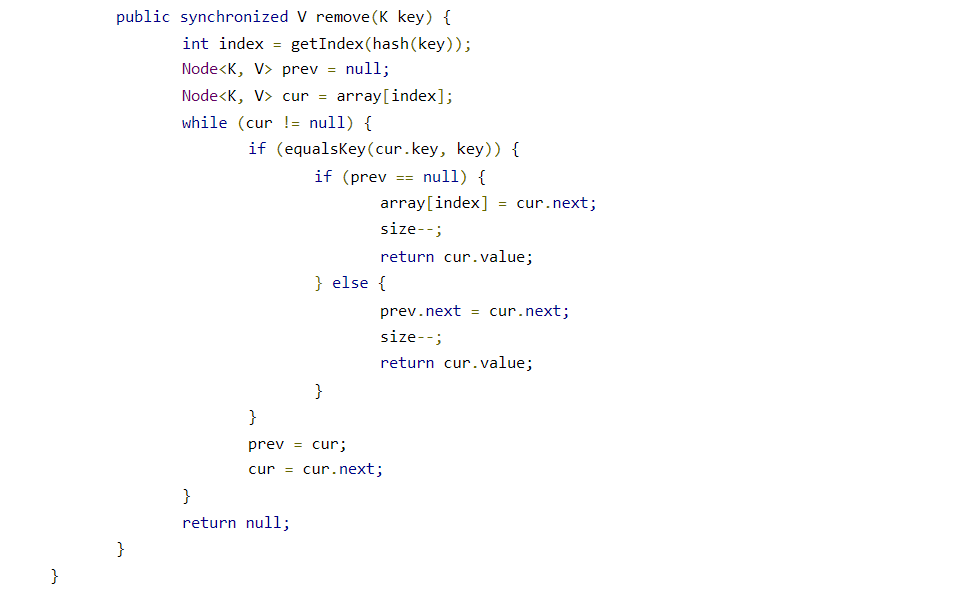 public synchronized V remove(K key) {
int index = getIndex(hash(key));
Node<K, V> prev = null;
Node<K, V> cur = array[index];
while (cur != null) {
if (equalsKey(cur.key, key)) {
if (prev == null) {
array[index] = cur.next;
size--;
return cur.value;
} else {
prev.next = cur.next;
size--;
return cur.value;
}
}
prev = cur;
cur = cur.next;
}
return null;
}
}